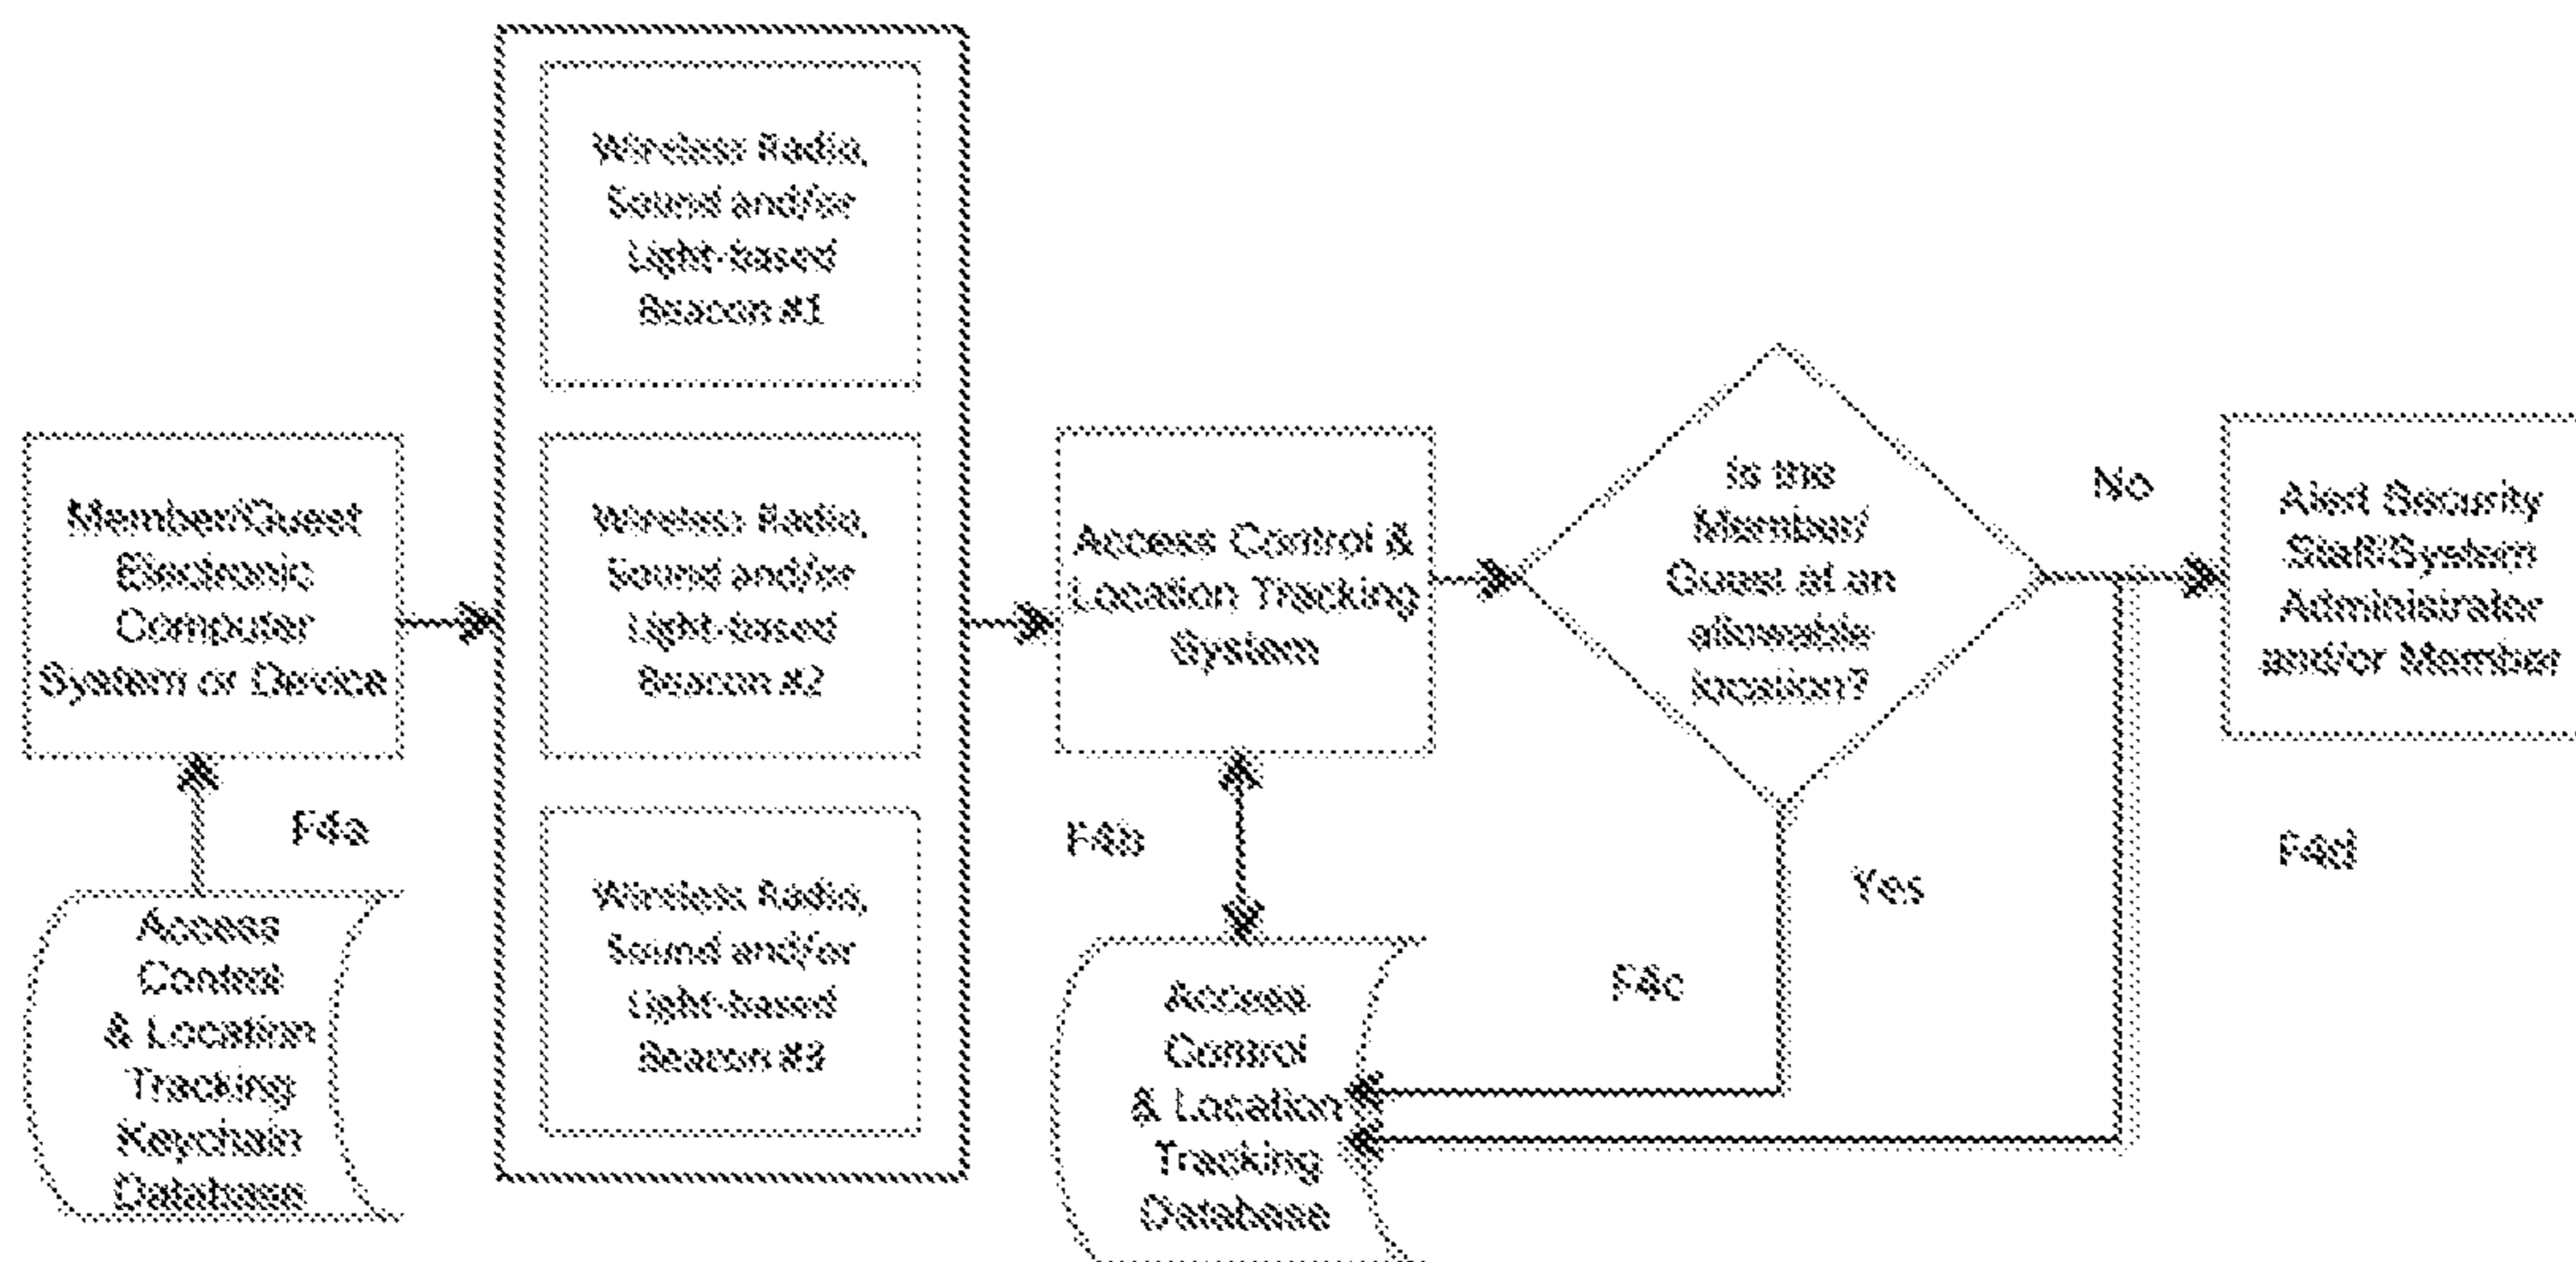 Wireless Radio,
Sound and/or
Light-based
Beacon #1
Member/Guest
Electronic
Computer
System or Device
Wireless Radio,
Sound and/or
Light-based
Beacon #2
Access Control &
Location Tracking
System
Is the
Member/
Guest at an
allowable
location?
No
Alert Security
Staff/System
Administrator
and/or Member
F4a
F4b
Yes
F4c
F4d
Access
Control
& Location
Tracking
Keychain
Database
Wireless Radio,
Sound and/or
Light-based
Beacon #3
Access
Control
& Location
Tracking
Database